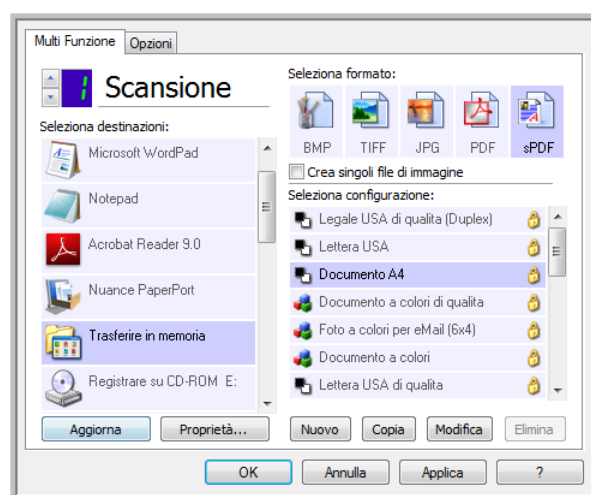 Multi Funzione
Opzioni
1
Scansione
Seleziona destinazioni:
Microsoft WordPad
Notepad
Acrobat Reader 9.0
Nuance PaperPort
Trasferire in memoria
Registrare su CD-ROM E:
Aggiorna
Proprietà...
Seleziona formato:
BMP
TIFF
JPG
PDF
sPDF
Crea singoli file di immagine
Seleziona configurazione:
Legale USA di qualita (Duplex)
Lettera USA
Documento A4
Documento a colori di qualita
Foto a colori per eMail (6x4)
Documento a colori
Lettera USA di qualita
Nuovo
Copia
Modifica
Elimina
OK
Annulla
Applica
?